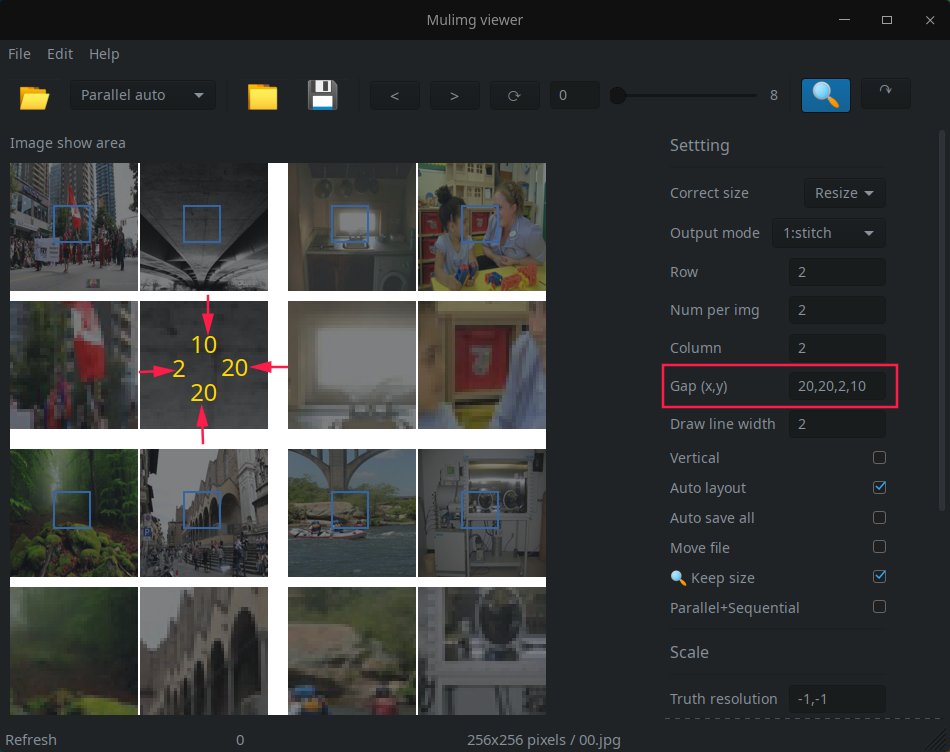 Mulimg viewer
File Edit Help
Parallel auto < > 0 8
Image show area
Settting
Correct size Resize
Output mode 1:stitch
Row 2
Num per img 2
Column 2
Gap (x,y) 20,20,2,10
Draw line width 2
Vertical
Auto layout
Auto save all
Move file
Keep size
Parallel+Sequential
Scale
Truth resolution -1,-1
10
2 20
20
Refresh 0 256x256 pixels / 00.jpg